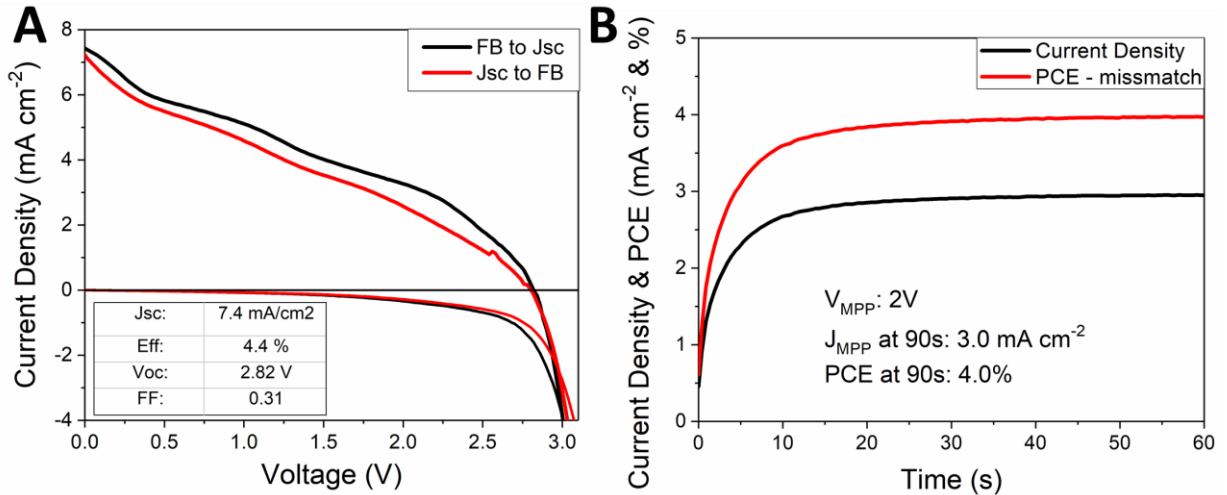 A
8
6
4
2
0
-2
-4
Current Density (mA cm-2)
0.0 0.5 1.0 1.5 2.0 2.5 3.0
Voltage (V)
FB to Jsc
Jsc to FB
Jsc: 7.4 mA/cm2
Eff: 4.4 %
Voc: 2.82 V
FF: 0.31
B
5
4
3
2
1
0
Current Density & PCE (mA cm-2 & %)
0 10 20 30 40 50 60
Time (s)
Current Density
PCE - missmatch
VMPP: 2V
JMPP at 90s: 3.0 mA cm-2
PCE at 90s: 4.0%